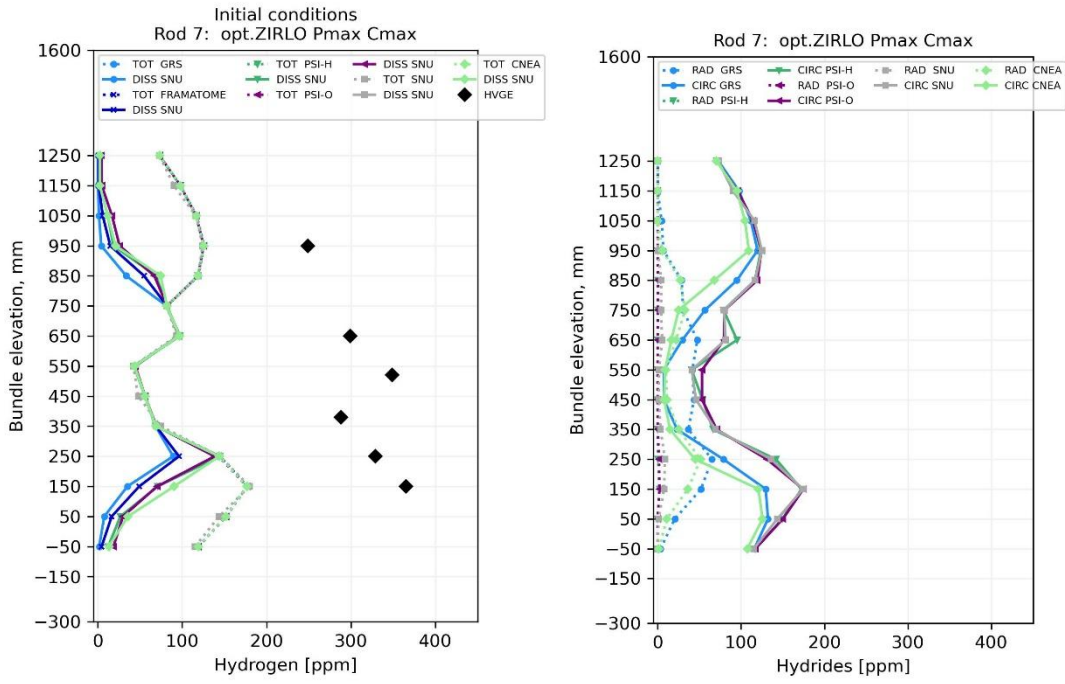 Initial conditions
Rod 7: opt.ZIRLO Pmax Cmax
TOT GRS
DISS SNU
TOT FRAMATOME
DISS SNU
TOT PSI-H
DISS SNU
TOT PSI-O
DISS SNU
TOT SNU
DISS SNU
TOT CNEA
DISS SNU
HVGE
Bundle elevation, mm
1600
1250
1150
1050
950
850
750
650
550
450
350
250
150
50
−50
−150
−300
0
100
200
300
400
Hydrogen [ppm]
Rod 7: opt.ZIRLO Pmax Cmax
RAD GRS
CIRC GRS
RAD PSI-H
CIRC PSI-H
RAD PSI-O
CIRC PSI-O
RAD SNU
CIRC SNU
RAD CNEA
CIRC CNEA
Bundle elevation, mm
1600
1250
1150
1050
950
850
750
650
550
450
350
250
150
50
−50
−150
−300
0
100
200
300
400
Hydrides [ppm]